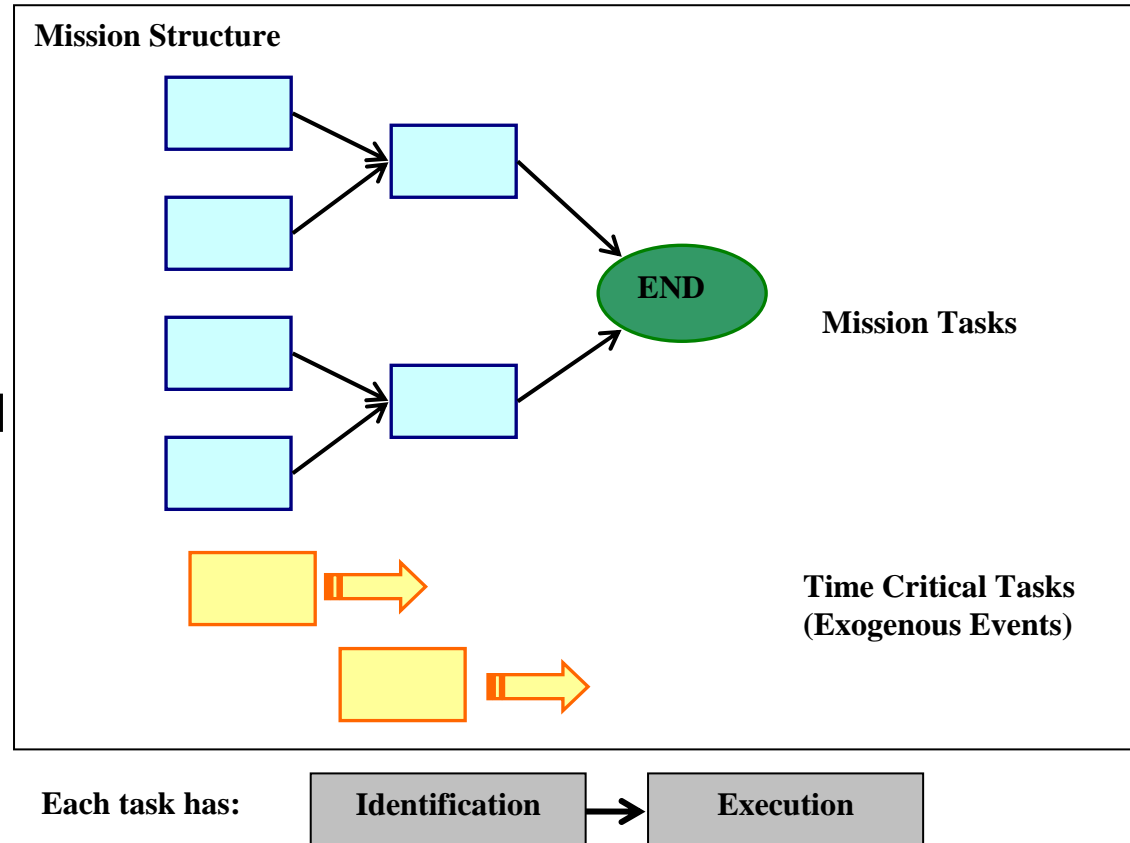 Mission Structure
END
Mission Tasks
Time Critical Tasks
(Exogenous Events)
Each task has:
Identification
Execution